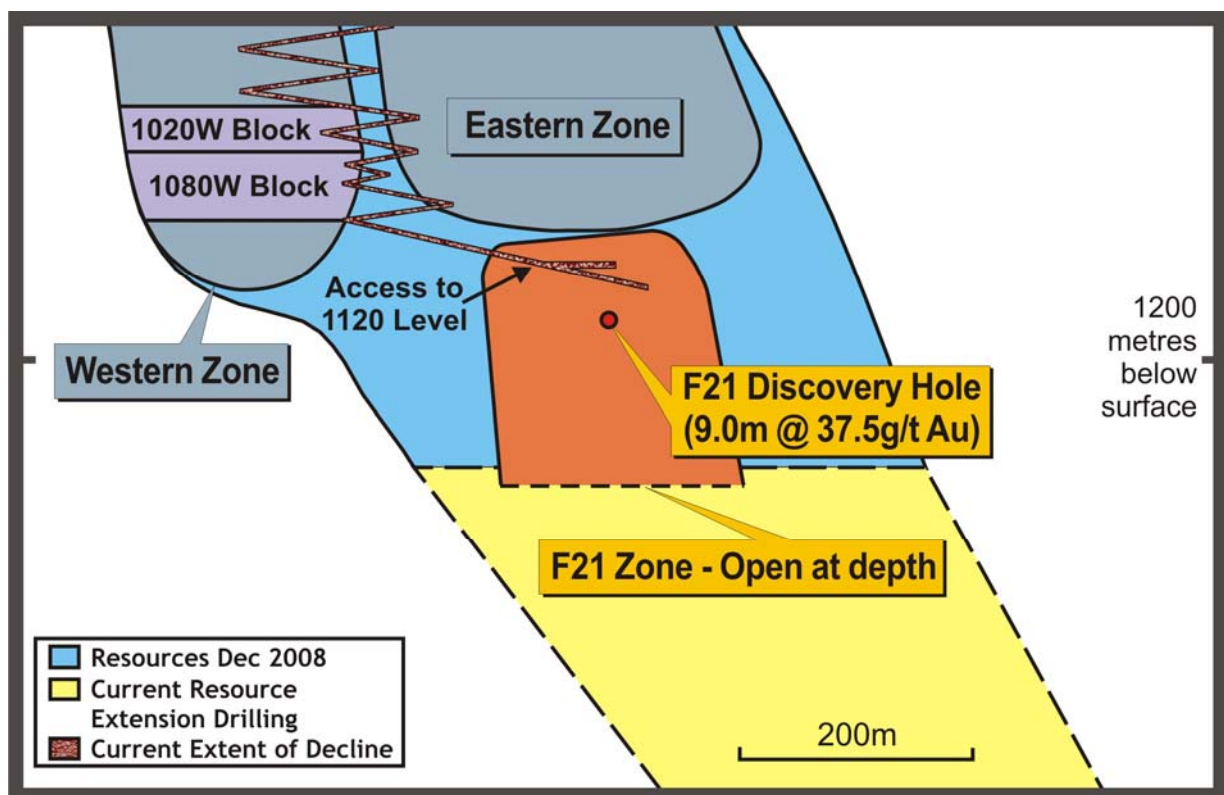 Eastern Zone
1020W Block
1080W Block
Access to
1120 Level
Western Zone
1200
metres
below
surface
F21 Discovery Hole
(9.0m @ 37.5g/t Au)
F21 Zone - Open at depth
Resources Dec 2008
Current Resource
Extension Drilling
Current Extent of Decline
200m